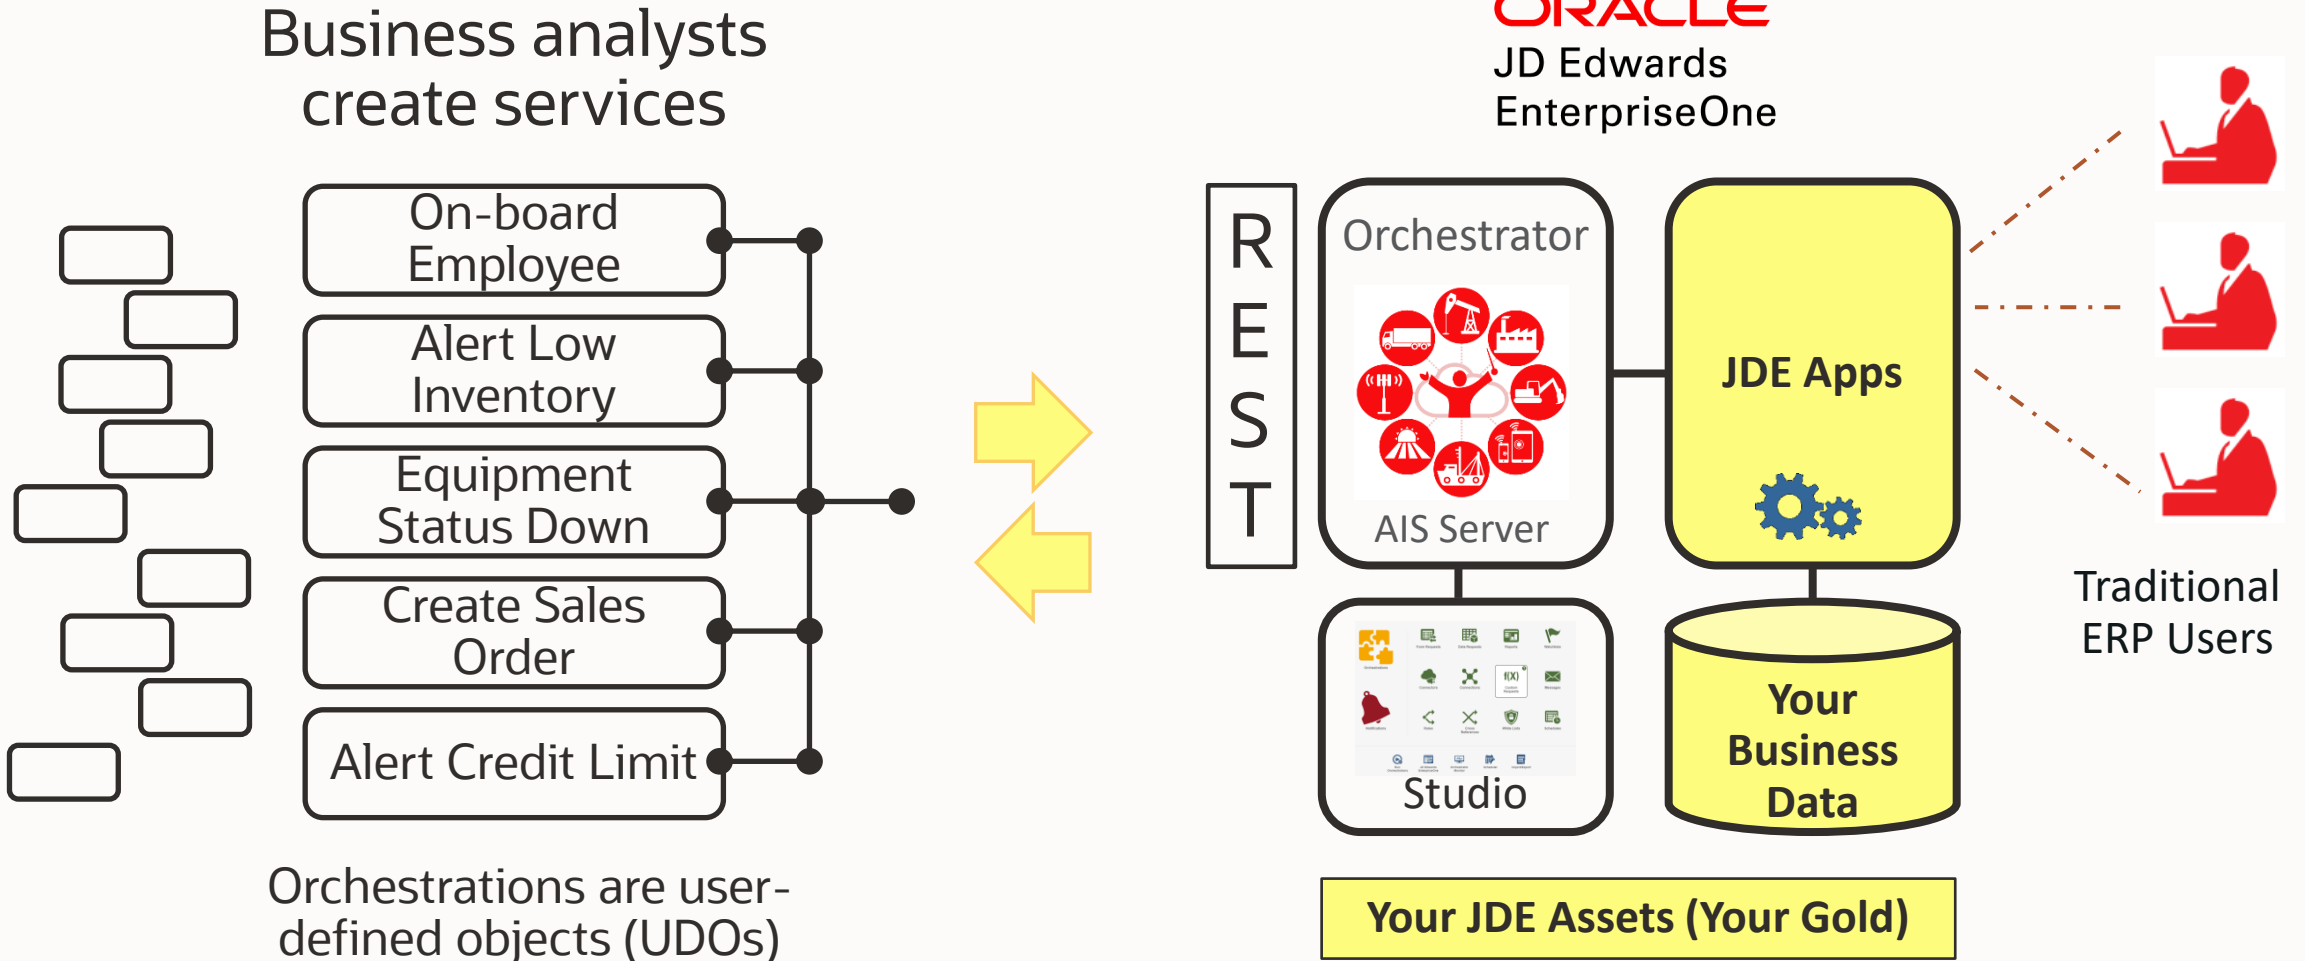 Business analysts
create services
On-board
Employee
Alert Low
Inventory
Equipment
Status Down
Create Sales
Order
Alert Credit Limit
Orchestrations are user-
defined objects (UDOs)
ORACLE
JD Edwards
EnterpriseOne
R
E
S
T
Orchestrator
AIS Server
f(X)
Studio
JDE Apps
Your
Business
Data
Your JDE Assets (Your Gold)
Traditional
ERP Users